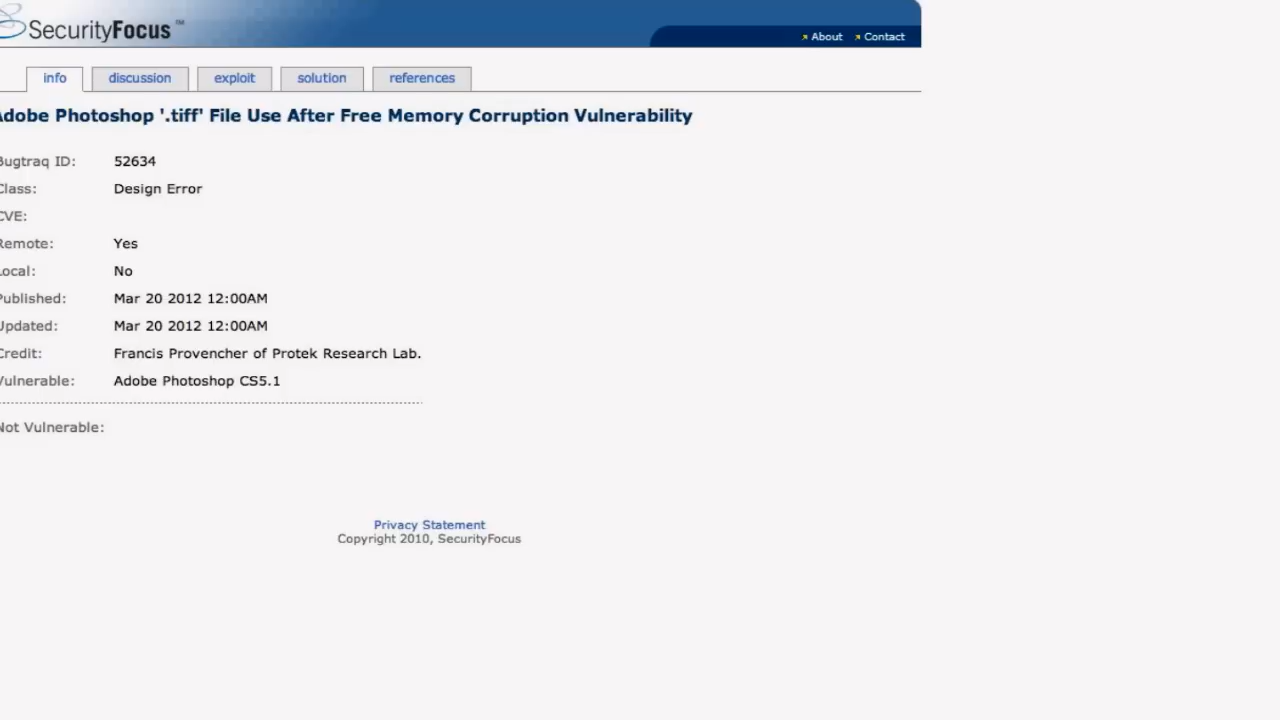 SecurityFocus™
About Contact
info discussion exploit solution references
Adobe Photoshop '.tiff' File Use After Free Memory Corruption Vulnerability
Bugtraq ID: 52634
Class: Design Error
CVE:
Remote: Yes
Local: No
Published: Mar 20 2012 12:00AM
Updated: Mar 20 2012 12:00AM
Credit: Francis Provencher of Protek Research Lab.
Vulnerable: Adobe Photoshop CS5.1
Not Vulnerable:
Privacy Statement
Copyright 2010, SecurityFocus